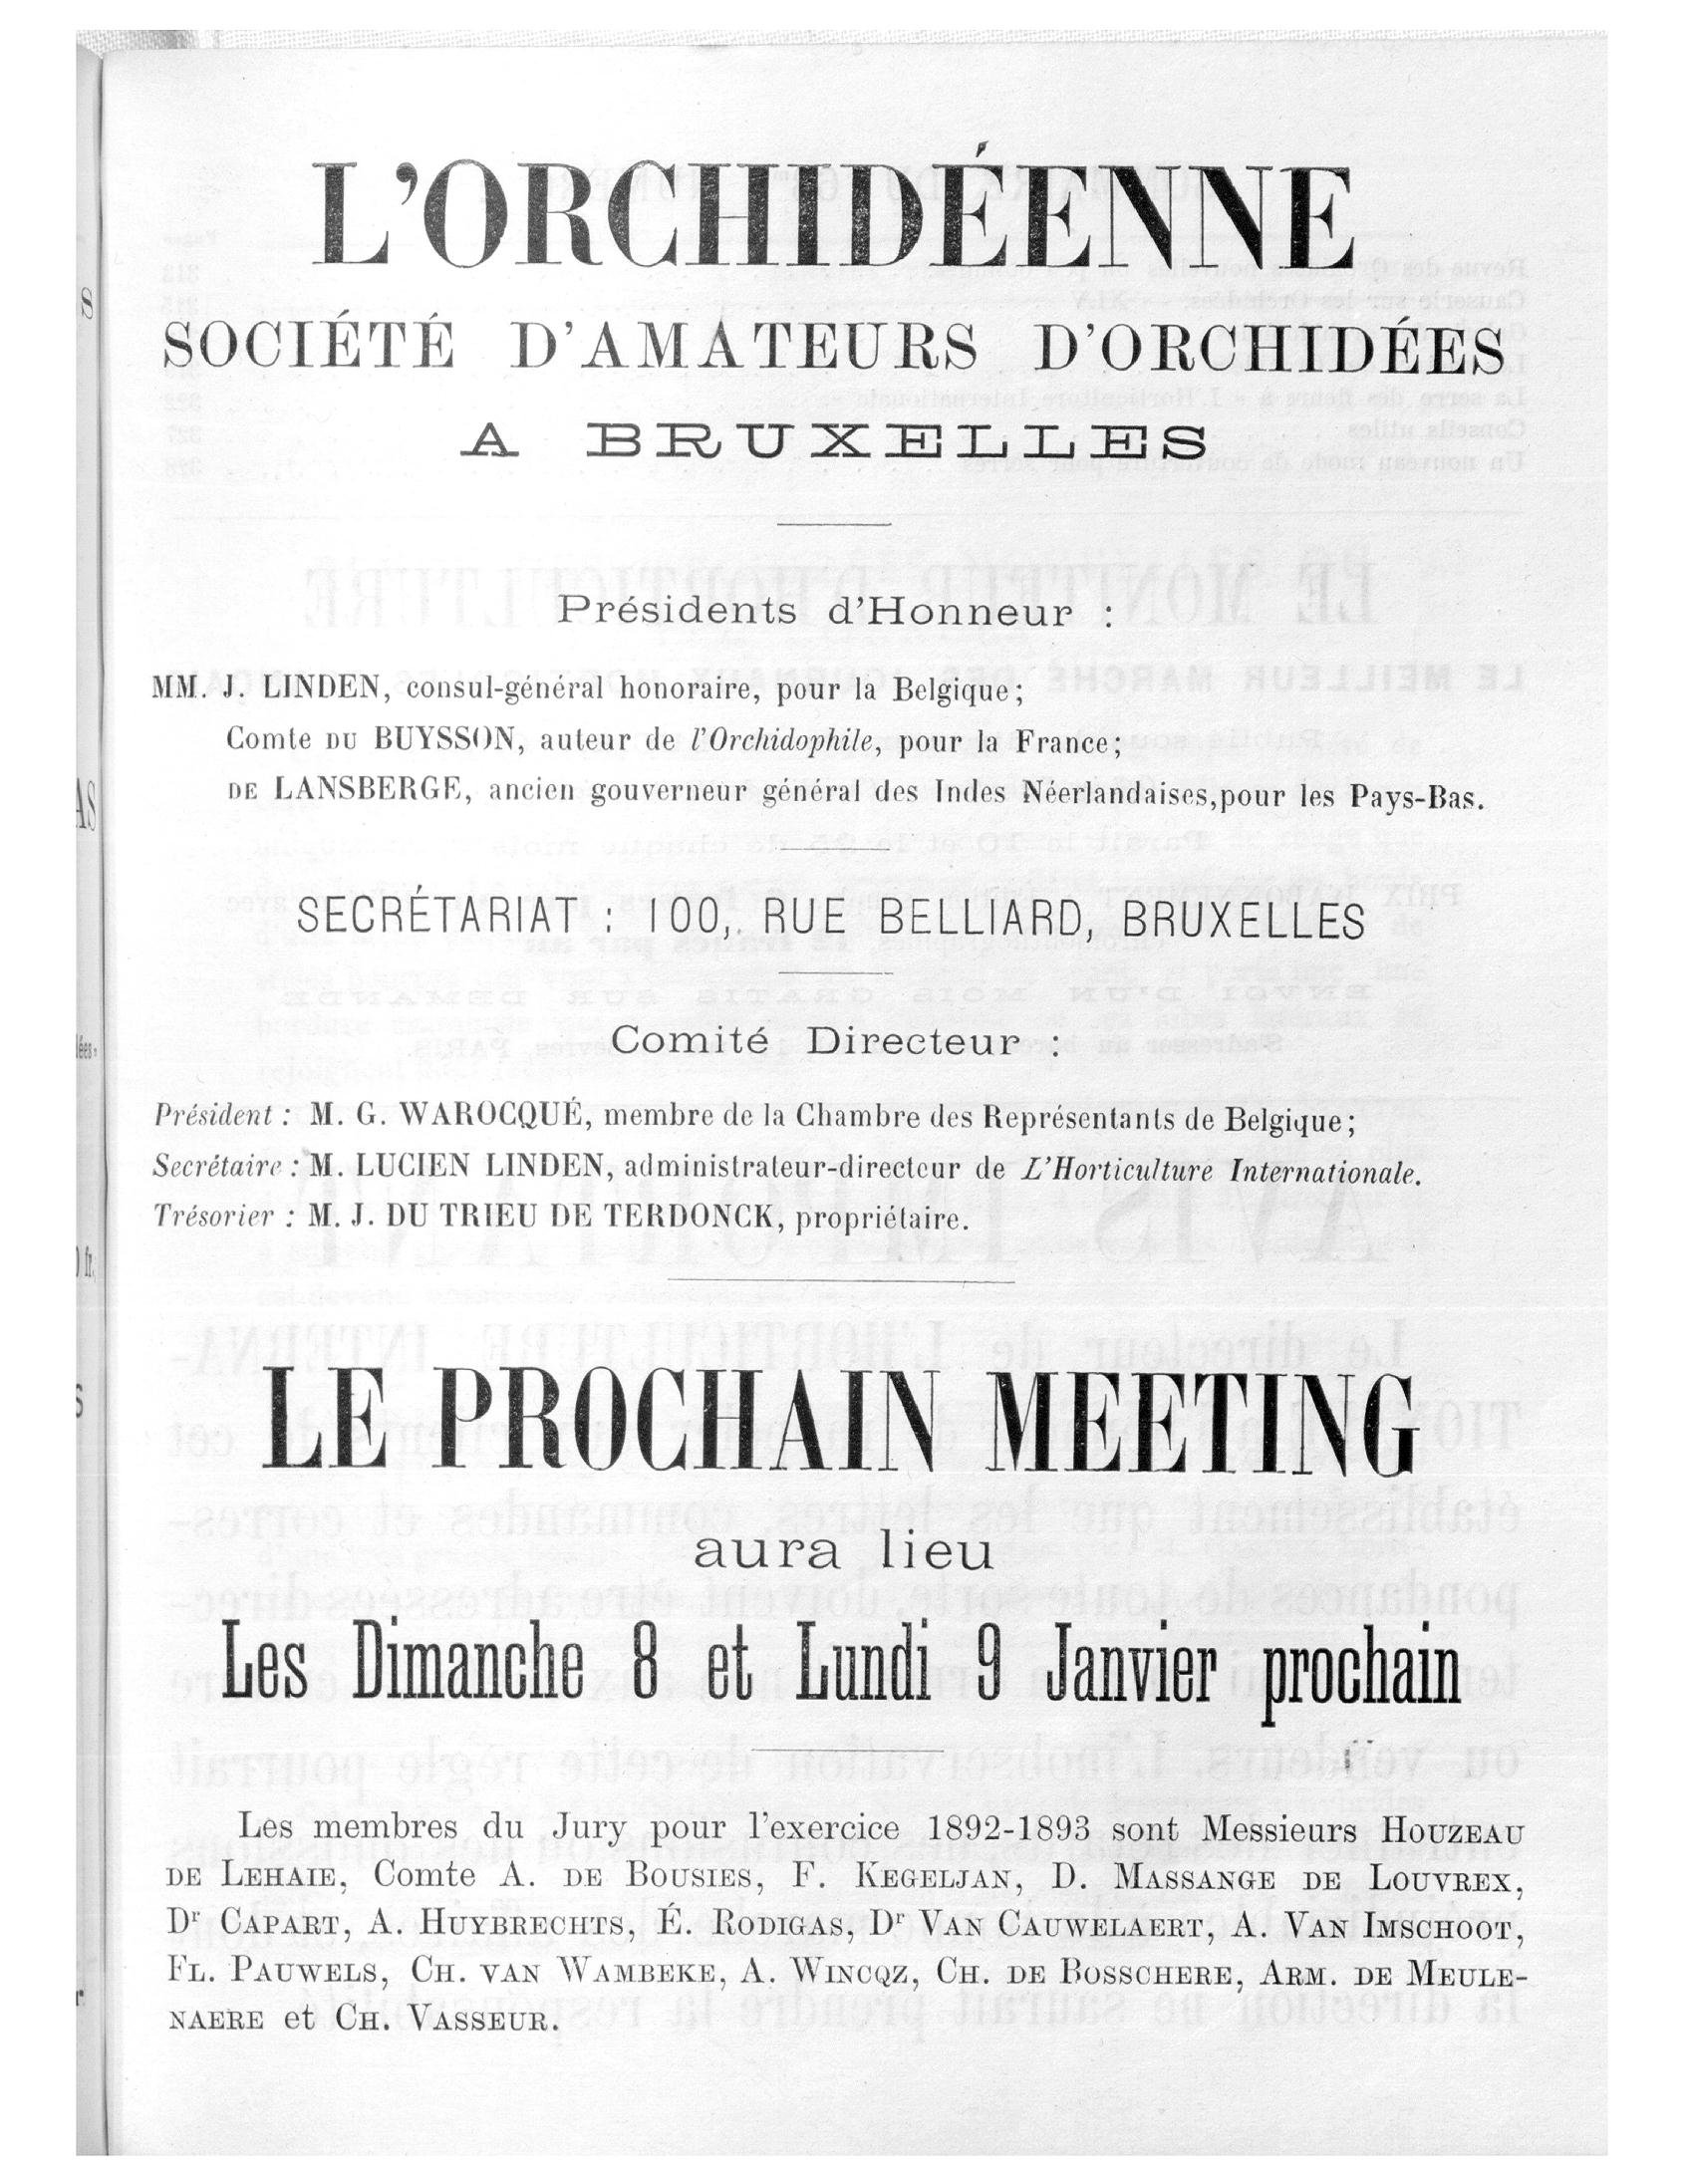 L'ORCHIDÉENNE
SOCIÉTÉ D'AMATEURS D'ORCHIDÉES
A BRUXELLES
Présidents d'Honneur :
MM. J. LINDEN, consul-général honoraire, pour la Belgique;
Comte DU BUYSSON, auteur de l'Orchidophile, pour la France;
DE LANSBERGE, ancien gouverneur général des Indes Néerlandaises,pour les Pays-Bas.
SECRÉTARIAT : 100, RUE BELLIARD, BRUXELLES
Comité Directeur :
Président : M. G. WAROCQUÉ, membre de la Chambre des Représentants de Belgique;
Secrétaire : M. LUCIEN LINDEN, administrateur-directeur de L'Horticulture Internationale.
Trésorier : M. J. DU TRIEU DE TERDONCK, propriétaire.
LE PROCHAIN MEETING
aura lieu
Les Dimanche 8 et Lundi 9 Janvier prochain
Les membres du Jury pour l'exercice 1892-1893 sont Messieurs HOUZEAU
DE LEHAIE, Comte A. DE BOUSIES, F. KEGELJAN, D. MASSANGE DE LOUVREX,
Dr CAPART, A. HUYBRECHTS, É. RODIGAS, Dr VAN CAUWELAERT, A. VAN IMSCHOOT,
FL. PAUWELS, CH. VAN WAMBEKE, A. WINCQZ, CH. DE BOSSCHERE, ARM. DE MEULE-
NAERE et CH. VASSEUR.